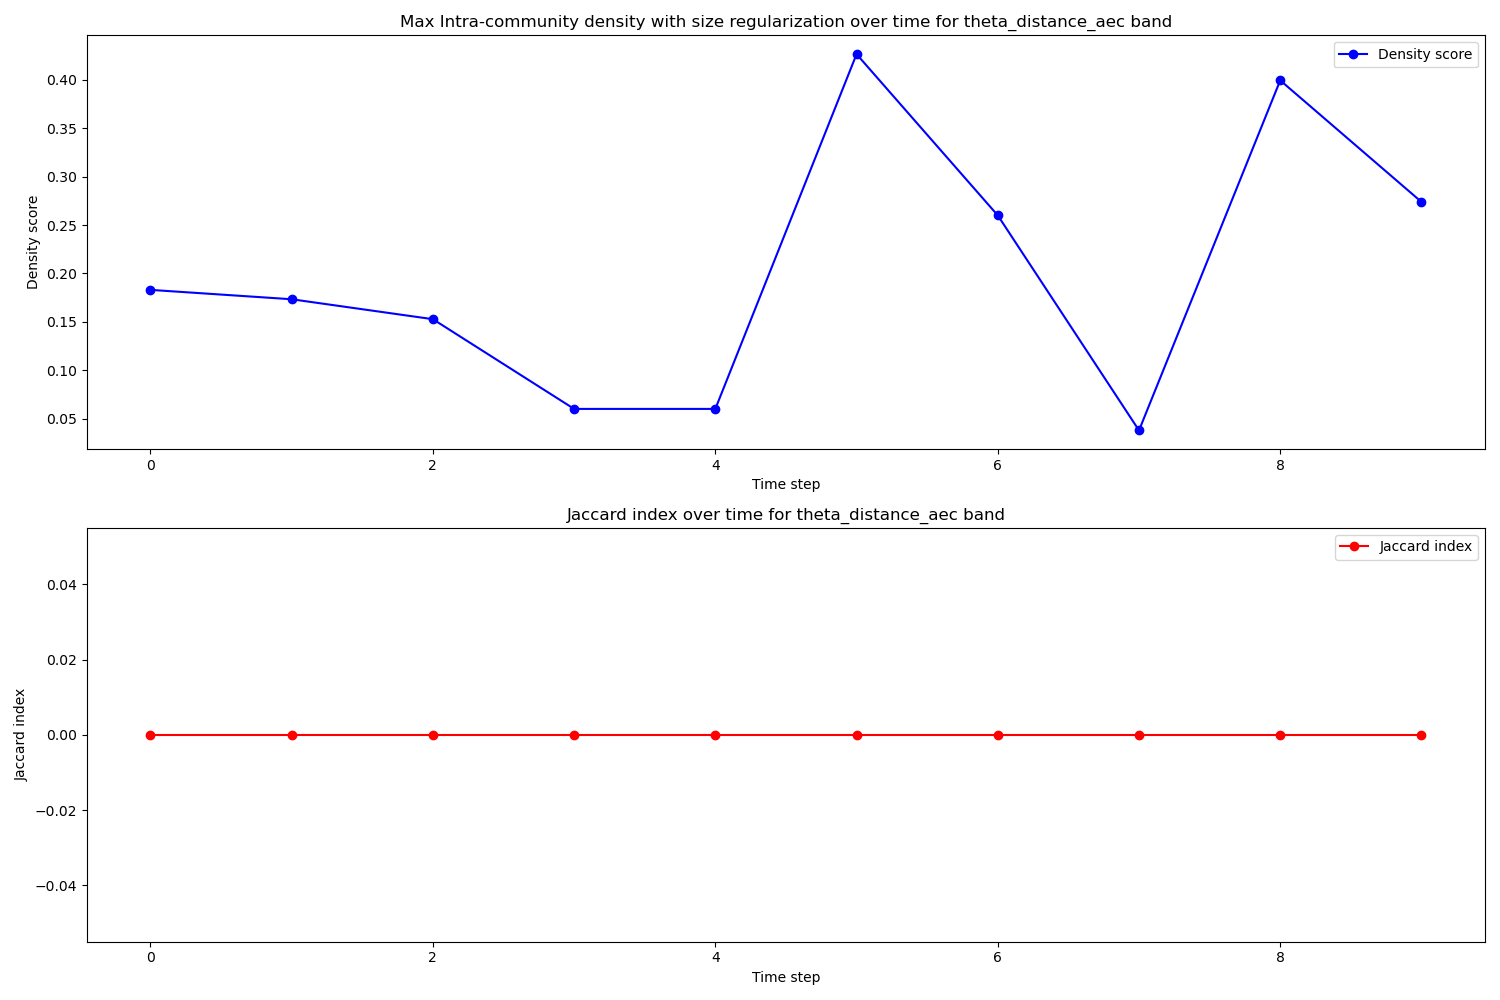 Max Intra-community density with size regularization over time for theta_distance_aec band
Density score
0.40
0.35
0.30
0.25
0.20
0.15
0.10
0.05
Density score
0 2 4 6 8
Time step
Jaccard index over time for theta_distance_aec band
Jaccard index
0.04
0.02
0.00
−0.02
−0.04
Jaccard index
0 2 4 6 8
Time step